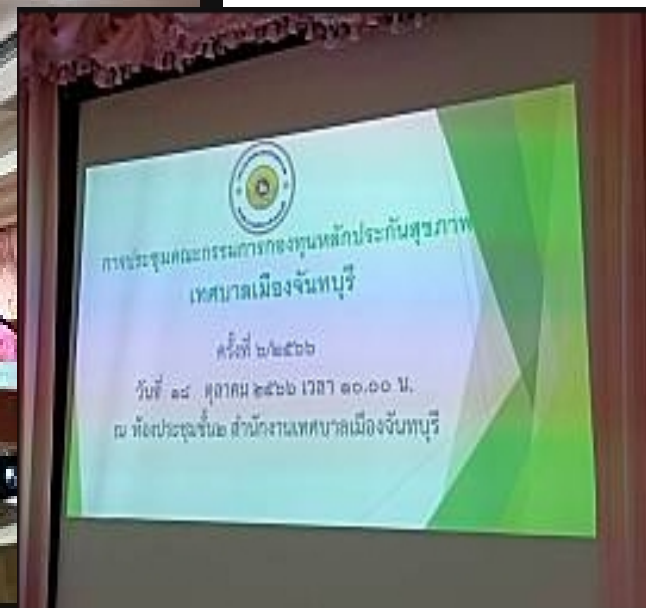 การประชุมคณะกรรมการกองทุนหลักประกันสุขภาพ
เทศบาลเมืองจันทบุรี
ครั้งที่ ๖/๒๕๖๖
วันที่ ๑๘ ตุลาคม ๒๕๖๖ เวลา ๑๐.๐๐ น.
ณ ห้องประชุมชั้น๒ สำนักงานเทศบาลเมืองจันทบุรี